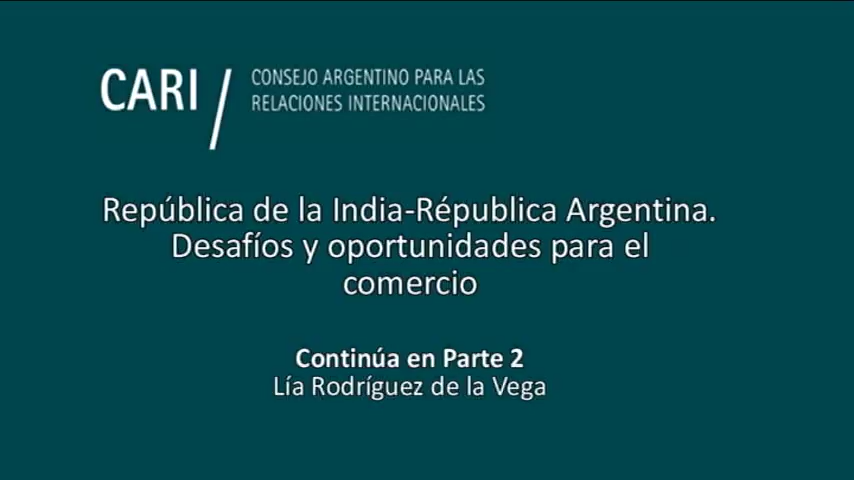 CARI
CONSEJO ARGENTINO PARA LAS
RELACIONES INTERNACIONALES
República de la India-Républica Argentina.
Desafíos y oportunidades para el
comercio
Continúa en Parte 2
Lía Rodríguez de la Vega